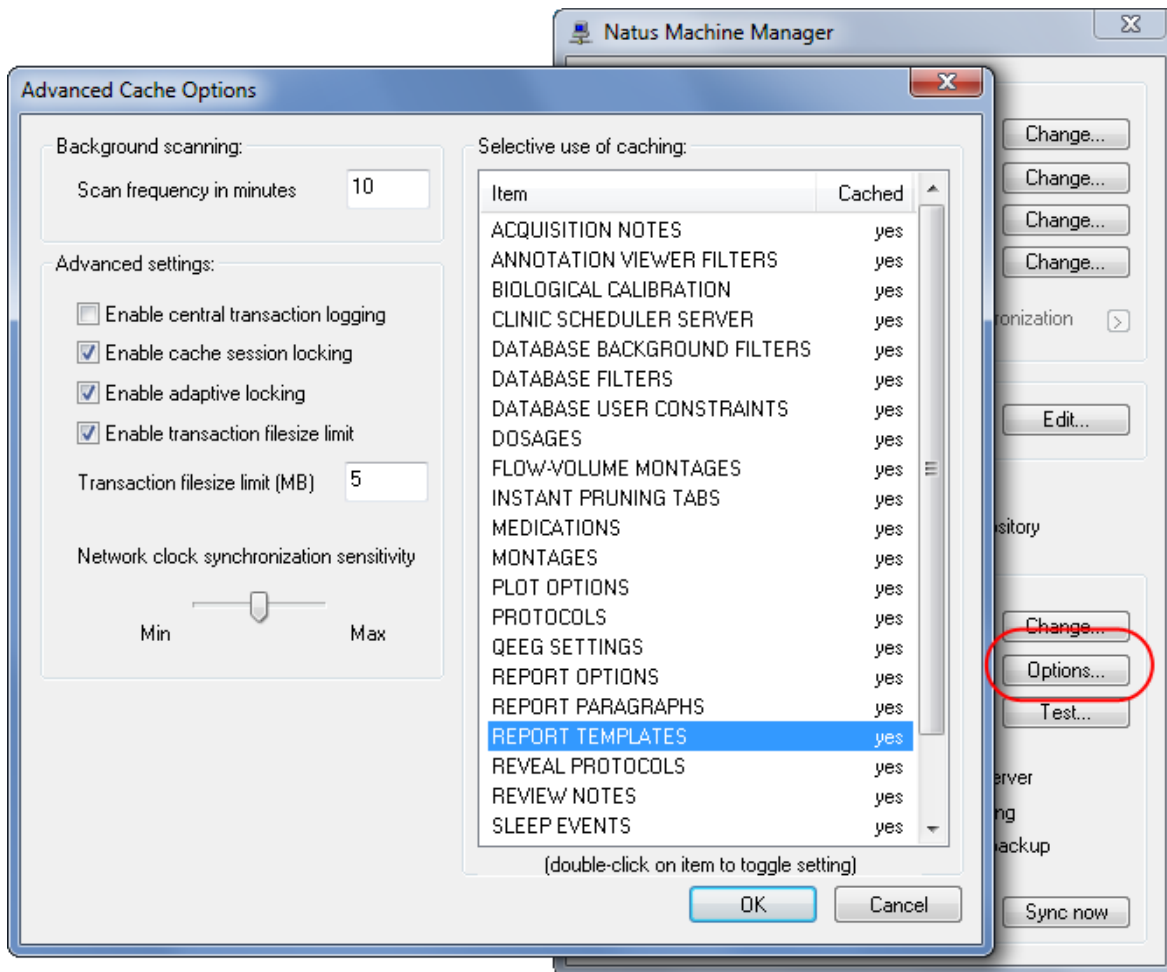 Natus Machine Manager
Advanced Cache Options
Background scanning:
Scan frequency in minutes 10
Advanced settings:
Enable central transaction logging
Enable cache session locking
Enable adaptive locking
Enable transaction filesize limit
Transaction filesize limit (MB) 5
Network clock synchronization sensitivity
Min Max
Selective use of caching:
Item Cached
ACQUISITION NOTES yes
ANNOTATION VIEWER FILTERS yes
BIOLOGICAL CALIBRATION yes
CLINIC SCHEDULER SERVER yes
DATABASE BACKGROUND FILTERS yes
DATABASE FILTERS yes
DATABASE USER CONSTRAINTS yes
DOSAGES yes
FLOW-VOLUME MONTAGES yes
INSTANT PRUNING TABS yes
MEDICATIONS yes
MONTAGES yes
PLOT OPTIONS yes
PROTOCOLS yes
QEEG SETTINGS yes
REPORT OPTIONS yes
REPORT PARAGRAPHS yes
REPORT TEMPLATES yes
REVEAL PROTOCOLS yes
REVIEW NOTES yes
SLEEP EVENTS yes
(double-click on item to toggle setting)
OK Cancel
Change...
Change...
Change...
Change...
ronization
Edit...
sitory
Change...
Options...
Test...
erver
ng
ackup
Sync now